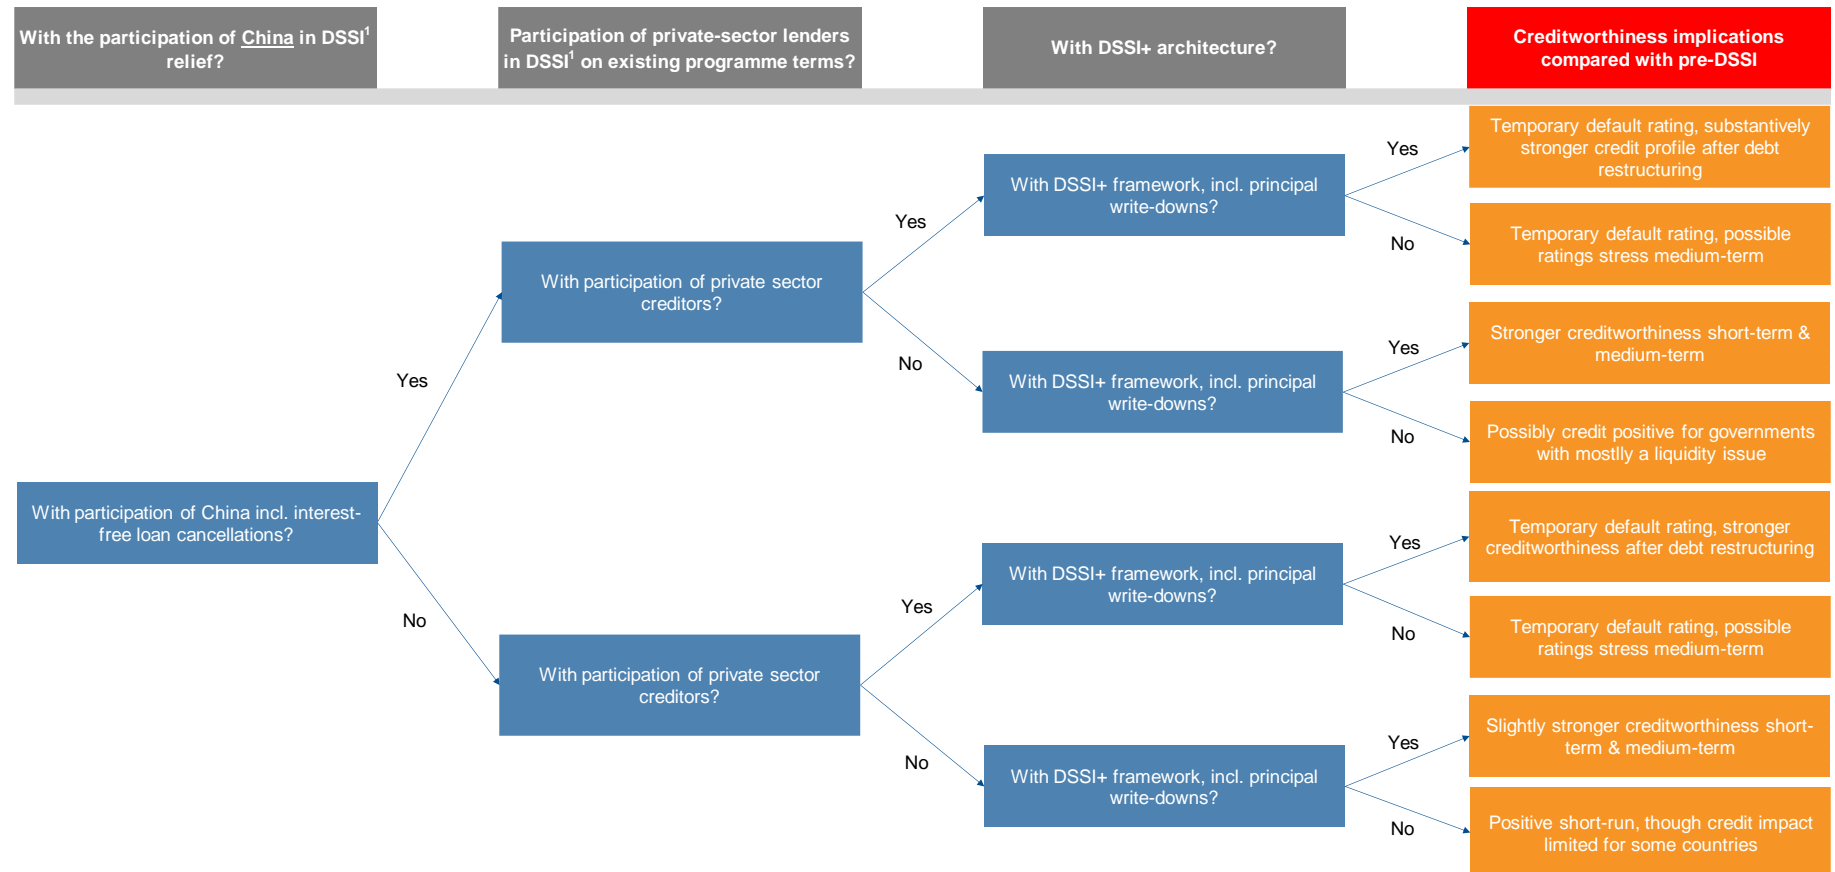 With the participation of China in DSSI1
relief?
Participation of private-sector lenders
in DSSI1 on existing programme terms?
With DSSI+ architecture?
Creditworthiness implications
compared with pre-DSSI
With participation of China incl. interest-
free loan cancellations?
Yes
No
With participation of private sector
creditors?
Yes
No
With participation of private sector
creditors?
Yes
No
With DSSI+ framework, incl. principal
write-downs?
Yes
No
With DSSI+ framework, incl. principal
write-downs?
Yes
No
With DSSI+ framework, incl. principal
write-downs?
Yes
No
With DSSI+ framework, incl. principal
write-downs?
Yes
No
Temporary default rating, substantively
stronger credit profile after debt
restructuring
Temporary default rating, possible
ratings stress medium-term
Stronger creditworthiness short-term &
medium-term
Possibly credit positive for governments
with mostlly a liquidity issue
Temporary default rating, stronger
creditworthiness after debt restructuring
Temporary default rating, possible
ratings stress medium-term
Slightly stronger creditworthiness short-
term & medium-term
Positive short-run, though credit impact
limited for some countries